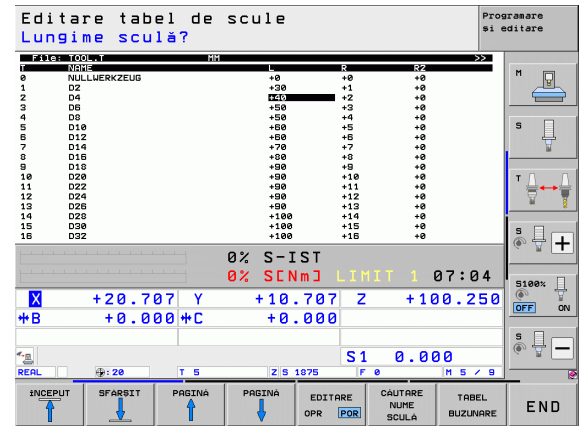 Editare tabel de scule
Lungime sculă?
Programare
și editare
File: TOOL.T MM >>
T NAME L R R2
0 NULLWERKZEUG +0 +0 +0
1 D2 +30 +1 +0
2 D4 +40 +2 +0
3 D6 +50 +3 +0
4 D8 +50 +4 +0
5 D10 +60 +5 +0
6 D12 +60 +6 +0
7 D14 +70 +7 +0
8 D16 +80 +8 +0
9 D18 +90 +9 +0
10 D20 +90 +10 +0
11 D22 +90 +11 +0
12 D24 +90 +12 +0
13 D26 +90 +13 +0
14 D28 +100 +14 +0
15 D30 +100 +15 +0
16 D32 +100 +16 +0
0% S-IST
0% S[Nm] LIMIT 1 07:04
X +20.707 Y +10.707 Z +100.250
B +0.000 C +0.000
S1 0.000
REAL : 20 T 5 Z S 1875 F 0 M 5 / 9
M
S
T
S
S100%
OFF ON
S
ÎNCEPUT
SFÂRȘIT
PAGINĂ
PAGINĂ
EDITARE
OPR POR
CĂUTARE
NUME
SCULĂ
TABEL
BUZUNARE
END